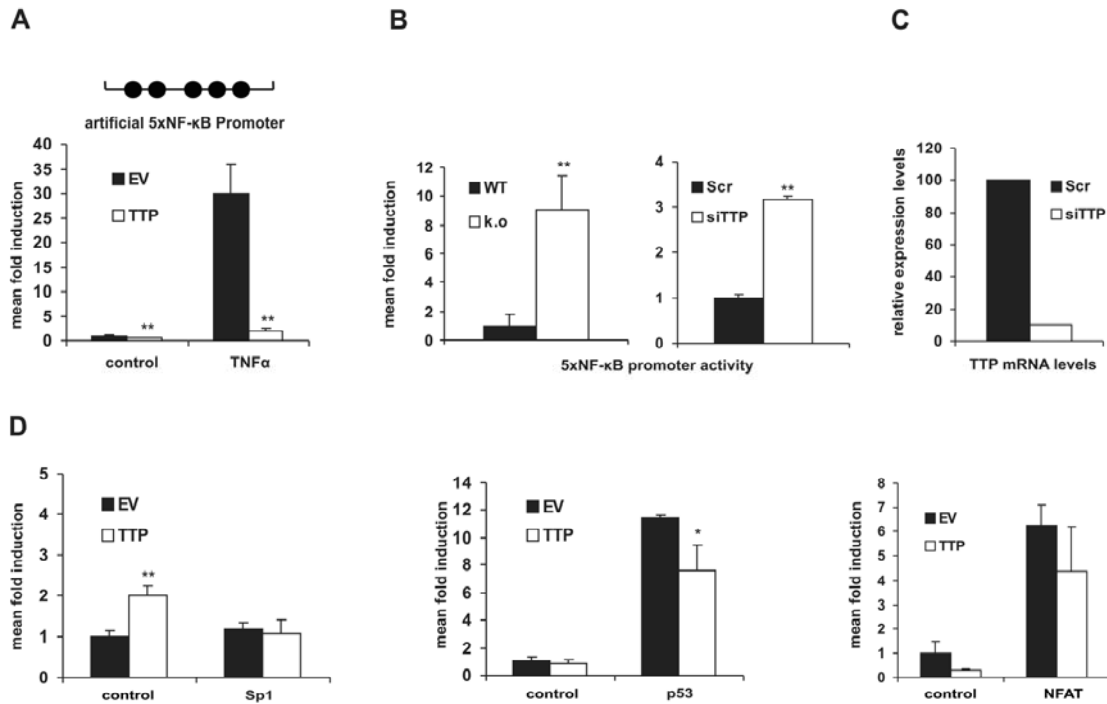 A
artificial 5xNF-κB Promoter
40
35
30
25
20
15
10
5
0
mean fold induction
EV
TTP
**
**
control
TNFα
B
12
10
8
6
4
2
0
mean fold induction
WT
k.o
**
4
3
2
1
0
Scr
siTTP
**
5xNF-κB promoter activity
C
120
100
80
60
40
20
0
relative expression levels
Scr
siTTP
TTP mRNA levels
D
5
4
3
2
1
0
mean fold induction
EV
TTP
**
control
Sp1
14
12
10
8
6
4
2
0
mean fold induction
EV
TTP
*
control
p53
8
7
6
5
4
3
2
1
0
mean fold induction
EV
TTP
control
NFAT